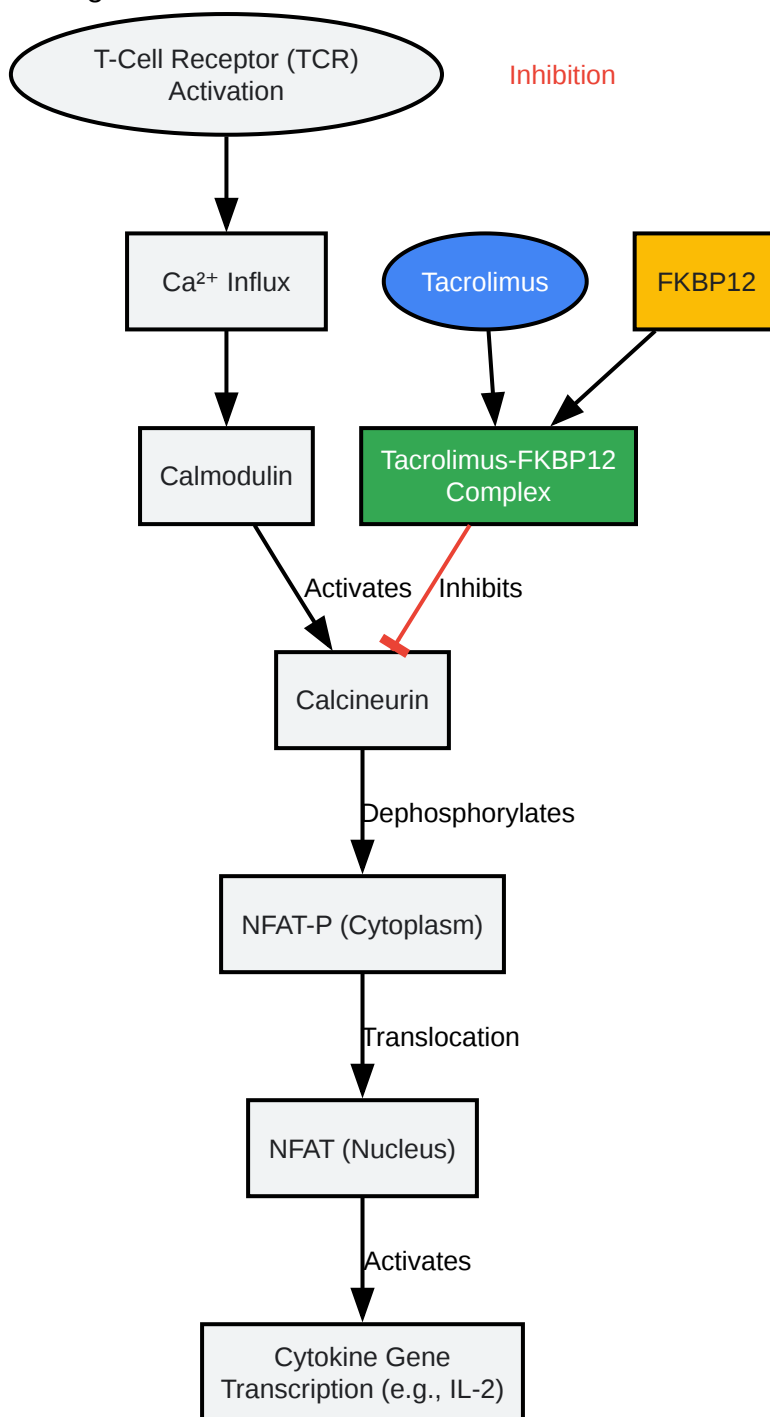 T-Cell Receptor (TCR)
Activation
Inhibition
Ca²⁺ Influx
Tacrolimus
FKBP12
Calmodulin
Tacrolimus-FKBP12
Complex
Activates
Inhibits
Calcineurin
Dephosphorylates
NFAT-P (Cytoplasm)
Translocation
NFAT (Nucleus)
Activates
Cytokine Gene
Transcription (e.g., IL-2)